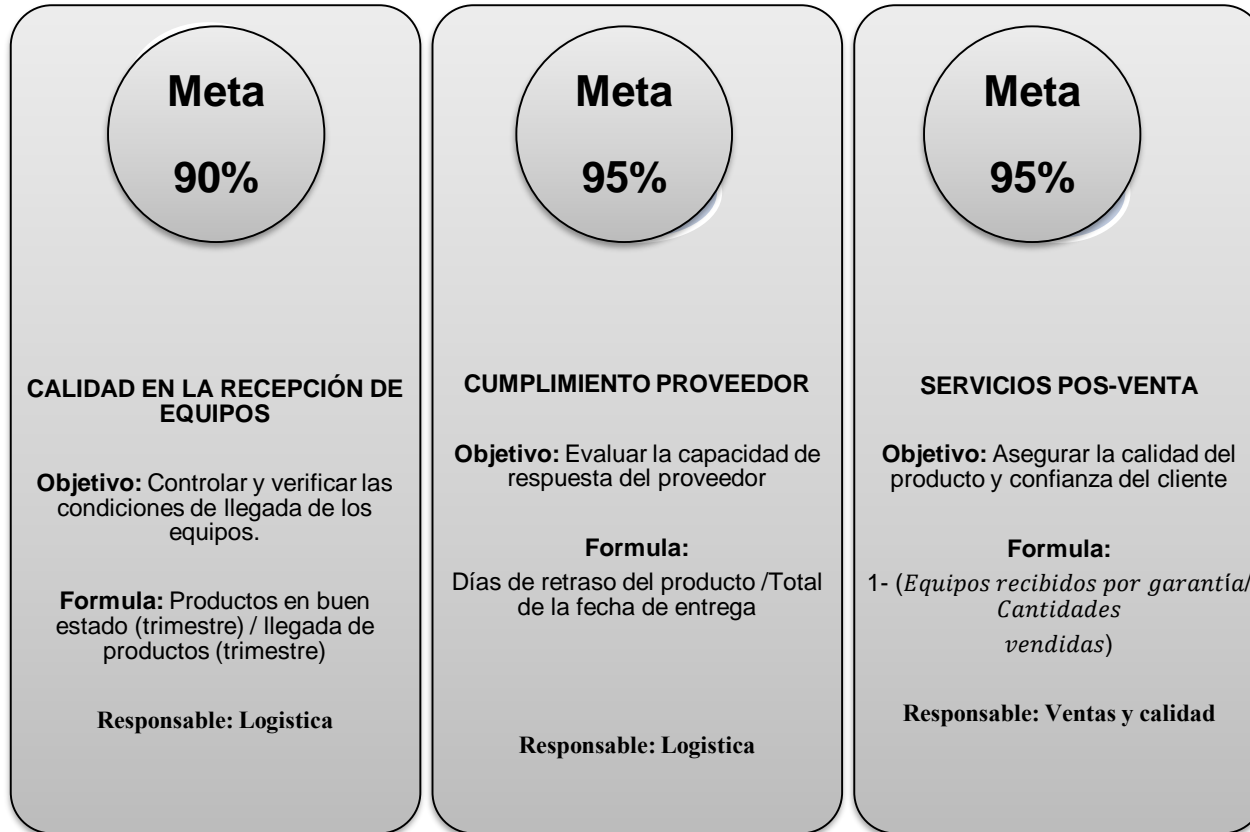 Meta
90%
CALIDAD EN LA RECEPCIÓN DE
EQUIPOS
Objetivo: Controlar y verificar las
condiciones de llegada de los
equipos.
Formula: Productos en buen
estado (trimestre) / llegada de
productos (trimestre)
Responsable: Logistica
Meta
95%
CUMPLIMIENTO PROVEEDOR
Objetivo: Evaluar la capacidad de
respuesta del proveedor
Formula:
Días de retraso del producto /Total
de la fecha de entrega
Responsable: Logistica
Meta
95%
SERVICIOS POS-VENTA
Objetivo: Asegurar la calidad del
producto y confianza del cliente
Formula:
1- (Equipos recibidos por garantía/
Cantidades
vendidas)
Responsable: Ventas y calidad